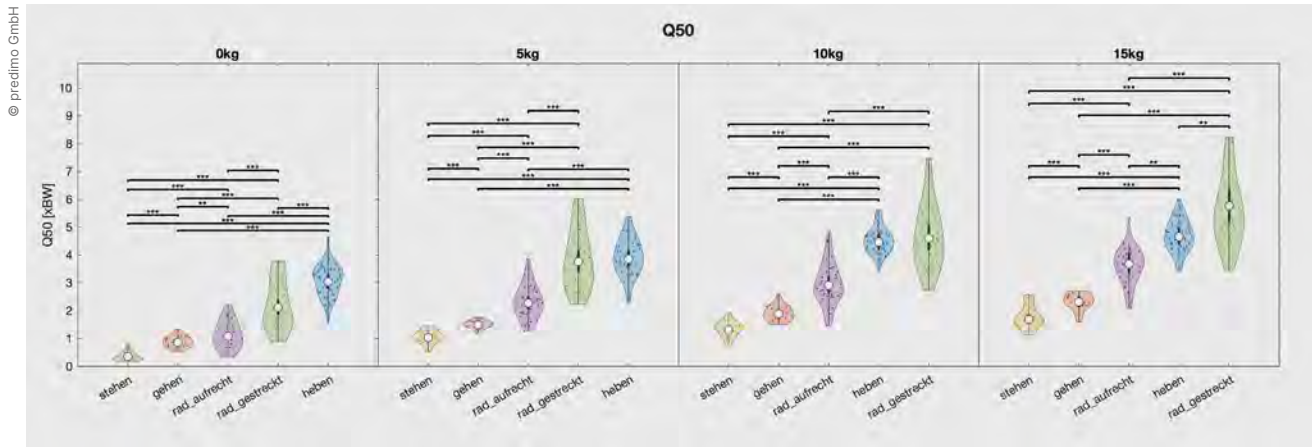 © predimo GmbH
Q50
0kg 5kg 10kg 15kg
Q50 [xBW]
10
9
8
7
6
5
4
3
2
1
0
*** *** *** *** ** *** *** *** *** ***
*** *** *** *** *** *** *** *** ***
*** *** *** *** *** *** *** *** ***
*** *** *** *** ** *** *** ** *** ***
stehen gehen rad_aufrecht rad_gestreckt heben
stehen gehen rad_aufrecht rad_gestreckt heben
stehen gehen rad_aufrecht heben rad_gestreckt
stehen gehen rad_aufrecht heben rad_gestreckt